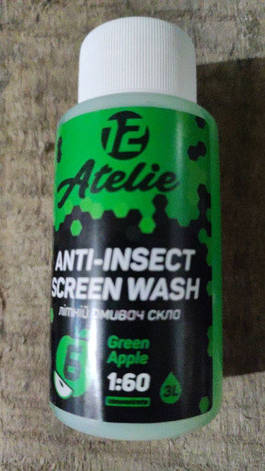 12
Atelie
ANTI-INSECT
SCREEN WASH
літній омивач скла
Green
Apple
1:60
3L